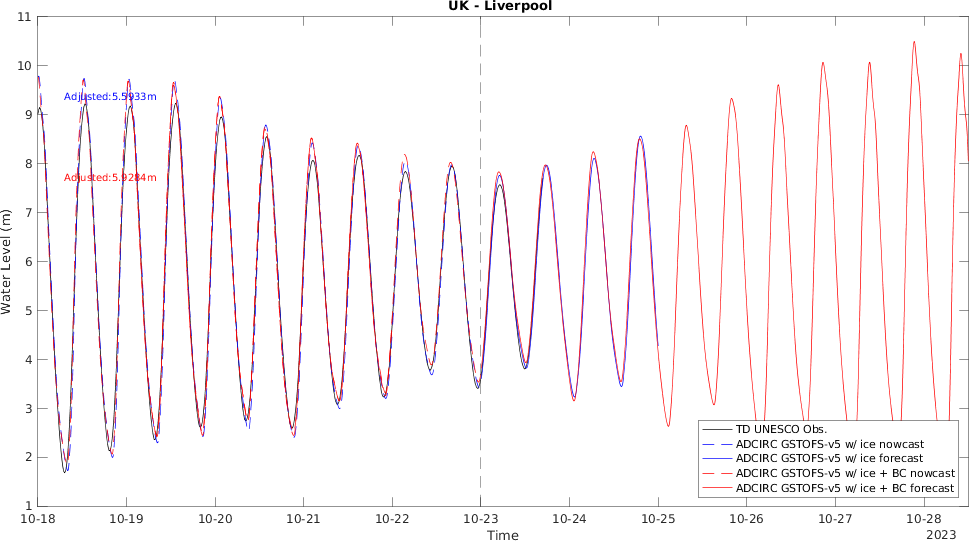 UK - Liverpool
11
10
9
8
7
6
5
4
3
2
1
Water Level (m)
Adjusted:5.5933m
Adjusted:5.9284m
TD UNESCO Obs.
ADCIRC GSTOFS-v5 w/ ice nowcast
ADCIRC GSTOFS-v5 w/ ice forecast
ADCIRC GSTOFS-v5 w/ ice + BC nowcast
ADCIRC GSTOFS-v5 w/ ice + BC forecast
10-18 10-19 10-20 10-21 10-22 10-23 10-24 10-25 10-26 10-27 10-28
Time
2023